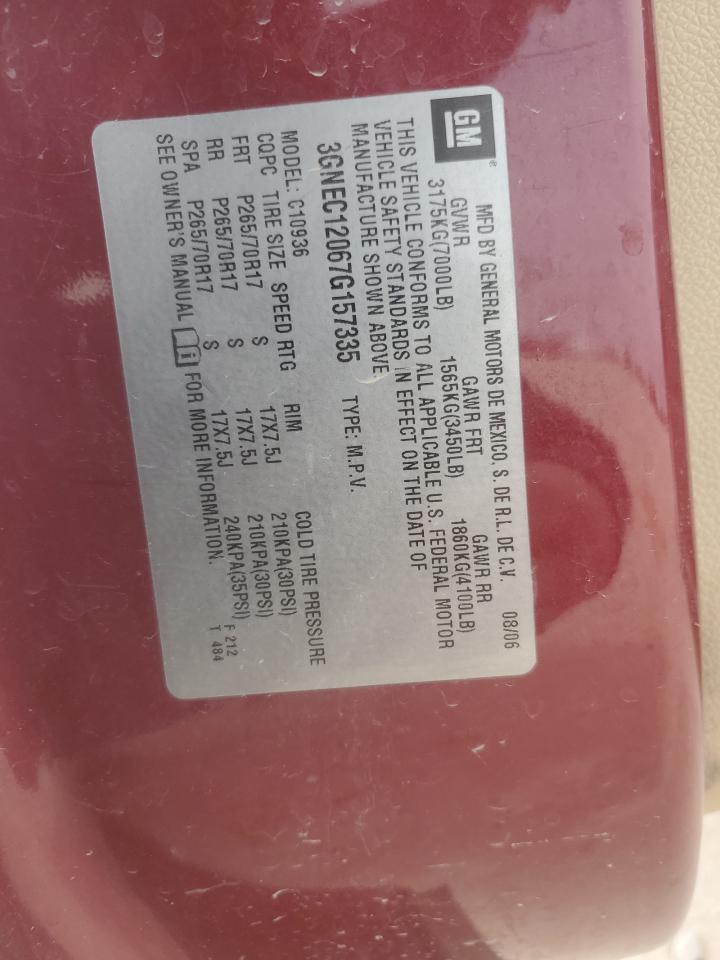 GM®
MFD BY GENERAL MOTORS DE MEXICO, S. DE R.L. DE C.V. 08/06
GVWR GAWR FRT GAWR RR
3175KG(7000LB) 1565KG(3450LB) 1860KG(4100LB)
THIS VEHICLE CONFORMS TO ALL APPLICABLE U.S. FEDERAL MOTOR
VEHICLE SAFETY STANDARDS IN EFFECT ON THE DATE OF
MANUFACTURE SHOWN ABOVE
3GNEC12067G157335 TYPE: M.P.V.
MODEL: C10936
CQPC TIRE SIZE SPEED RTG RIM COLD TIRE PRESSURE
FRT P265/70R17 S 17X7.5J 210KPA(30PSI)
RR P265/70R17 S 17X7.5J 210KPA(30PSI)
SPA P265/70R17 S 17X7.5J 240KPA(35PSI)
SEE OWNER'S MANUAL i FOR MORE INFORMATION.
F 212
T 484